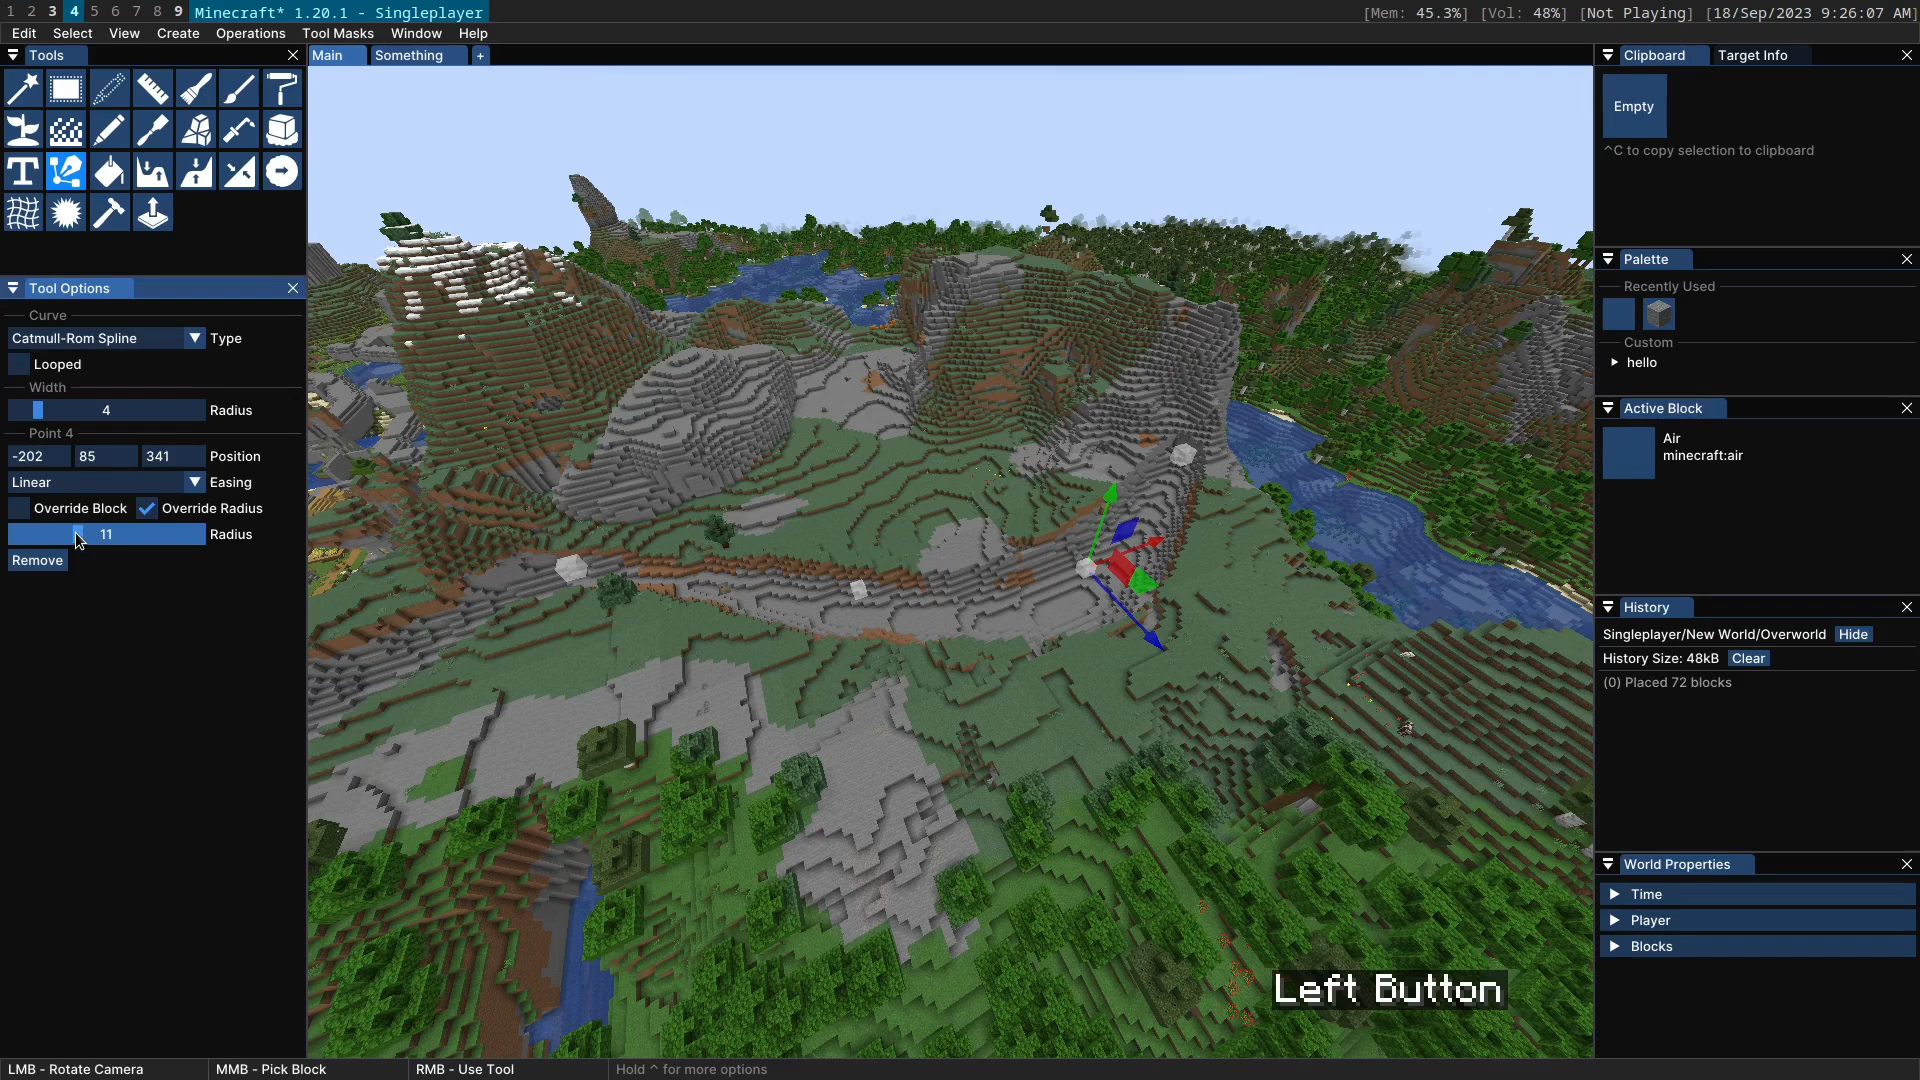 1 2 3 4 5 6 7 8 9 Minecraft* 1.20.1 - Singleplayer [Mem: 45.3%] [Vol: 48%] [Not Playing] [18/Sep/2023 9:26:07 AM]
Edit Select View Create Operations Tool Masks Window Help
Tools
Main Something +
Clipboard Target Info
Empty
^C to copy selection to clipboard
Tool Options
Curve
Catmull-Rom Spline Type
Looped
Width
4 Radius
Point 4
-202 85 341 Position
Linear Easing
Override Block Override Radius
11 Radius
Remove
Palette
Recently Used
Custom
hello
Active Block
Air
minecraft:air
History
Singleplayer/New World/Overworld Hide
History Size: 48kB Clear
(0) Placed 72 blocks
World Properties
Time
Player
Blocks
Left Button
LMB - Rotate Camera MMB - Pick Block RMB - Use Tool Hold ^ for more options